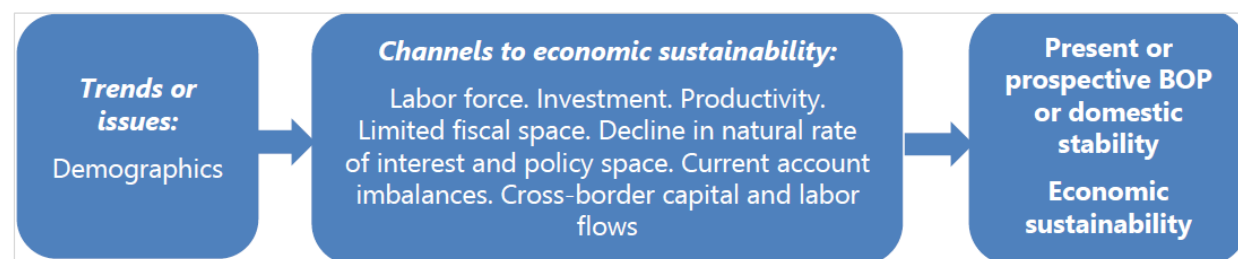 Trends or
issues:
Demographics
Channels to economic sustainability:
Labor force. Investment. Productivity.
Limited fiscal space. Decline in natural rate
of interest and policy space. Current account
imbalances. Cross-border capital and labor
flows
Present or
prospective BOP
or domestic
stability
Economic
sustainability